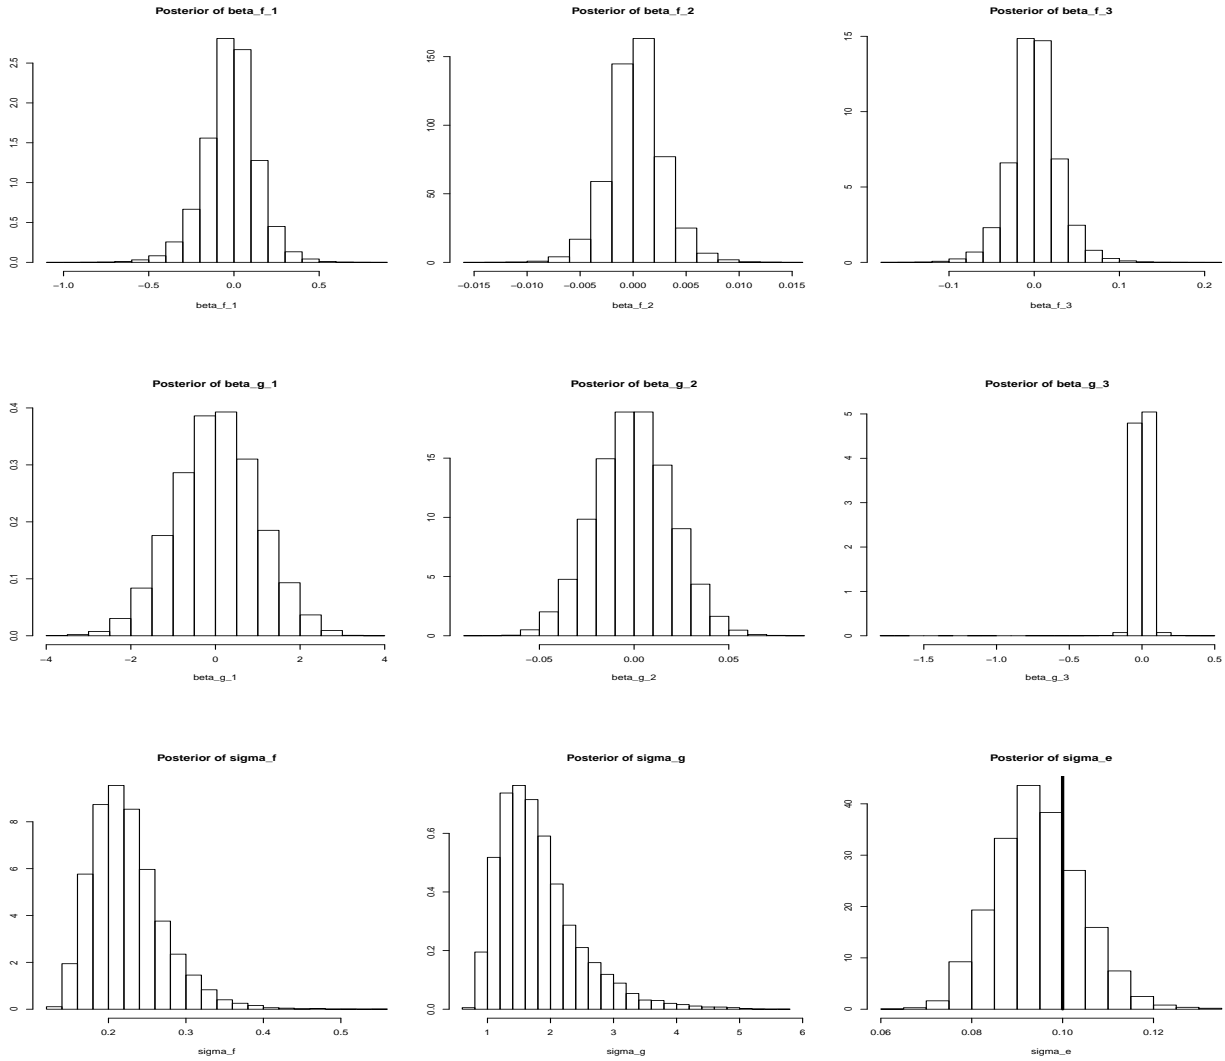 Posterior of beta_f_1
2.5
2.0
1.5
1.0
0.5
0.0
−1.0 −0.5 0.0 0.5
beta_f_1
Posterior of beta_f_2
150
100
50
0
−0.015 −0.010 −0.005 0.000 0.005 0.010 0.015
beta_f_2
Posterior of beta_f_3
15
10
5
0
−0.1 0.0 0.1 0.2
beta_f_3
Posterior of beta_g_1
0.4
0.3
0.2
0.1
0.0
−4 −2 0 2 4
beta_g_1
Posterior of beta_g_2
15
10
5
0
−0.05 0.00 0.05
beta_g_2
Posterior of beta_g_3
5
4
3
2
1
0
−1.5 −1.0 −0.5 0.0 0.5
beta_g_3
Posterior of sigma_f
8
6
4
2
0
0.2 0.3 0.4 0.5
sigma_f
Posterior of sigma_g
0.6
0.4
0.2
0.0
1 2 3 4 5 6
sigma_g
Posterior of sigma_e
40
30
20
10
0
0.06 0.08 0.10 0.12
sigma_e